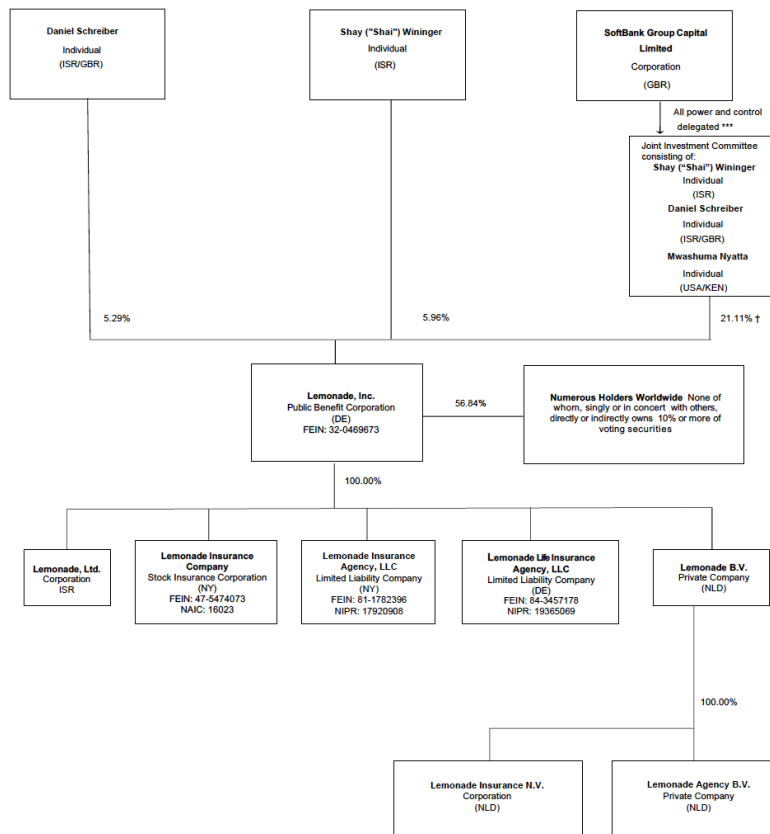 Daniel Schreiber
Individual
(ISR/GBR)
Shay ("Shai") Wininger
Individual
(ISR)
SoftBank Group Capital
Limited
Corporation
(GBR)
All power and control
delegated ***
Joint Investment Committee
consisting of:
Shay ("Shai") Wininger
Individual
(ISR)
Daniel Schreiber
Individual
(ISR/GBR)
Mwashuma Nyatta
Individual
(USA/KEN)
5.29%
5.96%
21.11% †
Lemonade, Inc.
Public Benefit Corporation
(DE)
FEIN: 32-0469673
56.84%
Numerous Holders Worldwide None of
whom, singly or in concert with others,
directly or indirectly owns 10% or more of
voting securities
100.00%
Lemonade, Ltd.
Corporation
ISR
Lemonade Insurance
Company
Stock Insurance Corporation
(NY)
FEIN: 47-5474073
NAIC: 16023
Lemonade Insurance
Agency, LLC
Limited Liability Company
(NY)
FEIN: 81-1782396
NIPR: 17920908
Lemonade Life Insurance
Agency, LLC
Limited Liability Company
(DE)
FEIN: 84-3457178
NIPR: 19365069
Lemonade B.V.
Private Company
(NLD)
100.00%
Lemonade Insurance N.V.
Corporation
(NLD)
Lemonade Agency B.V.
Private Company
(NLD)